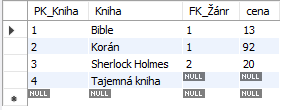 PK_Kniha Kniha FK_Žánr cena
1 Bible 1 13
2 Korán 1 92
3 Sherlock Holmes 2 20
4 Tajemná kniha NULL NULL
NULL NULL NULL NULL